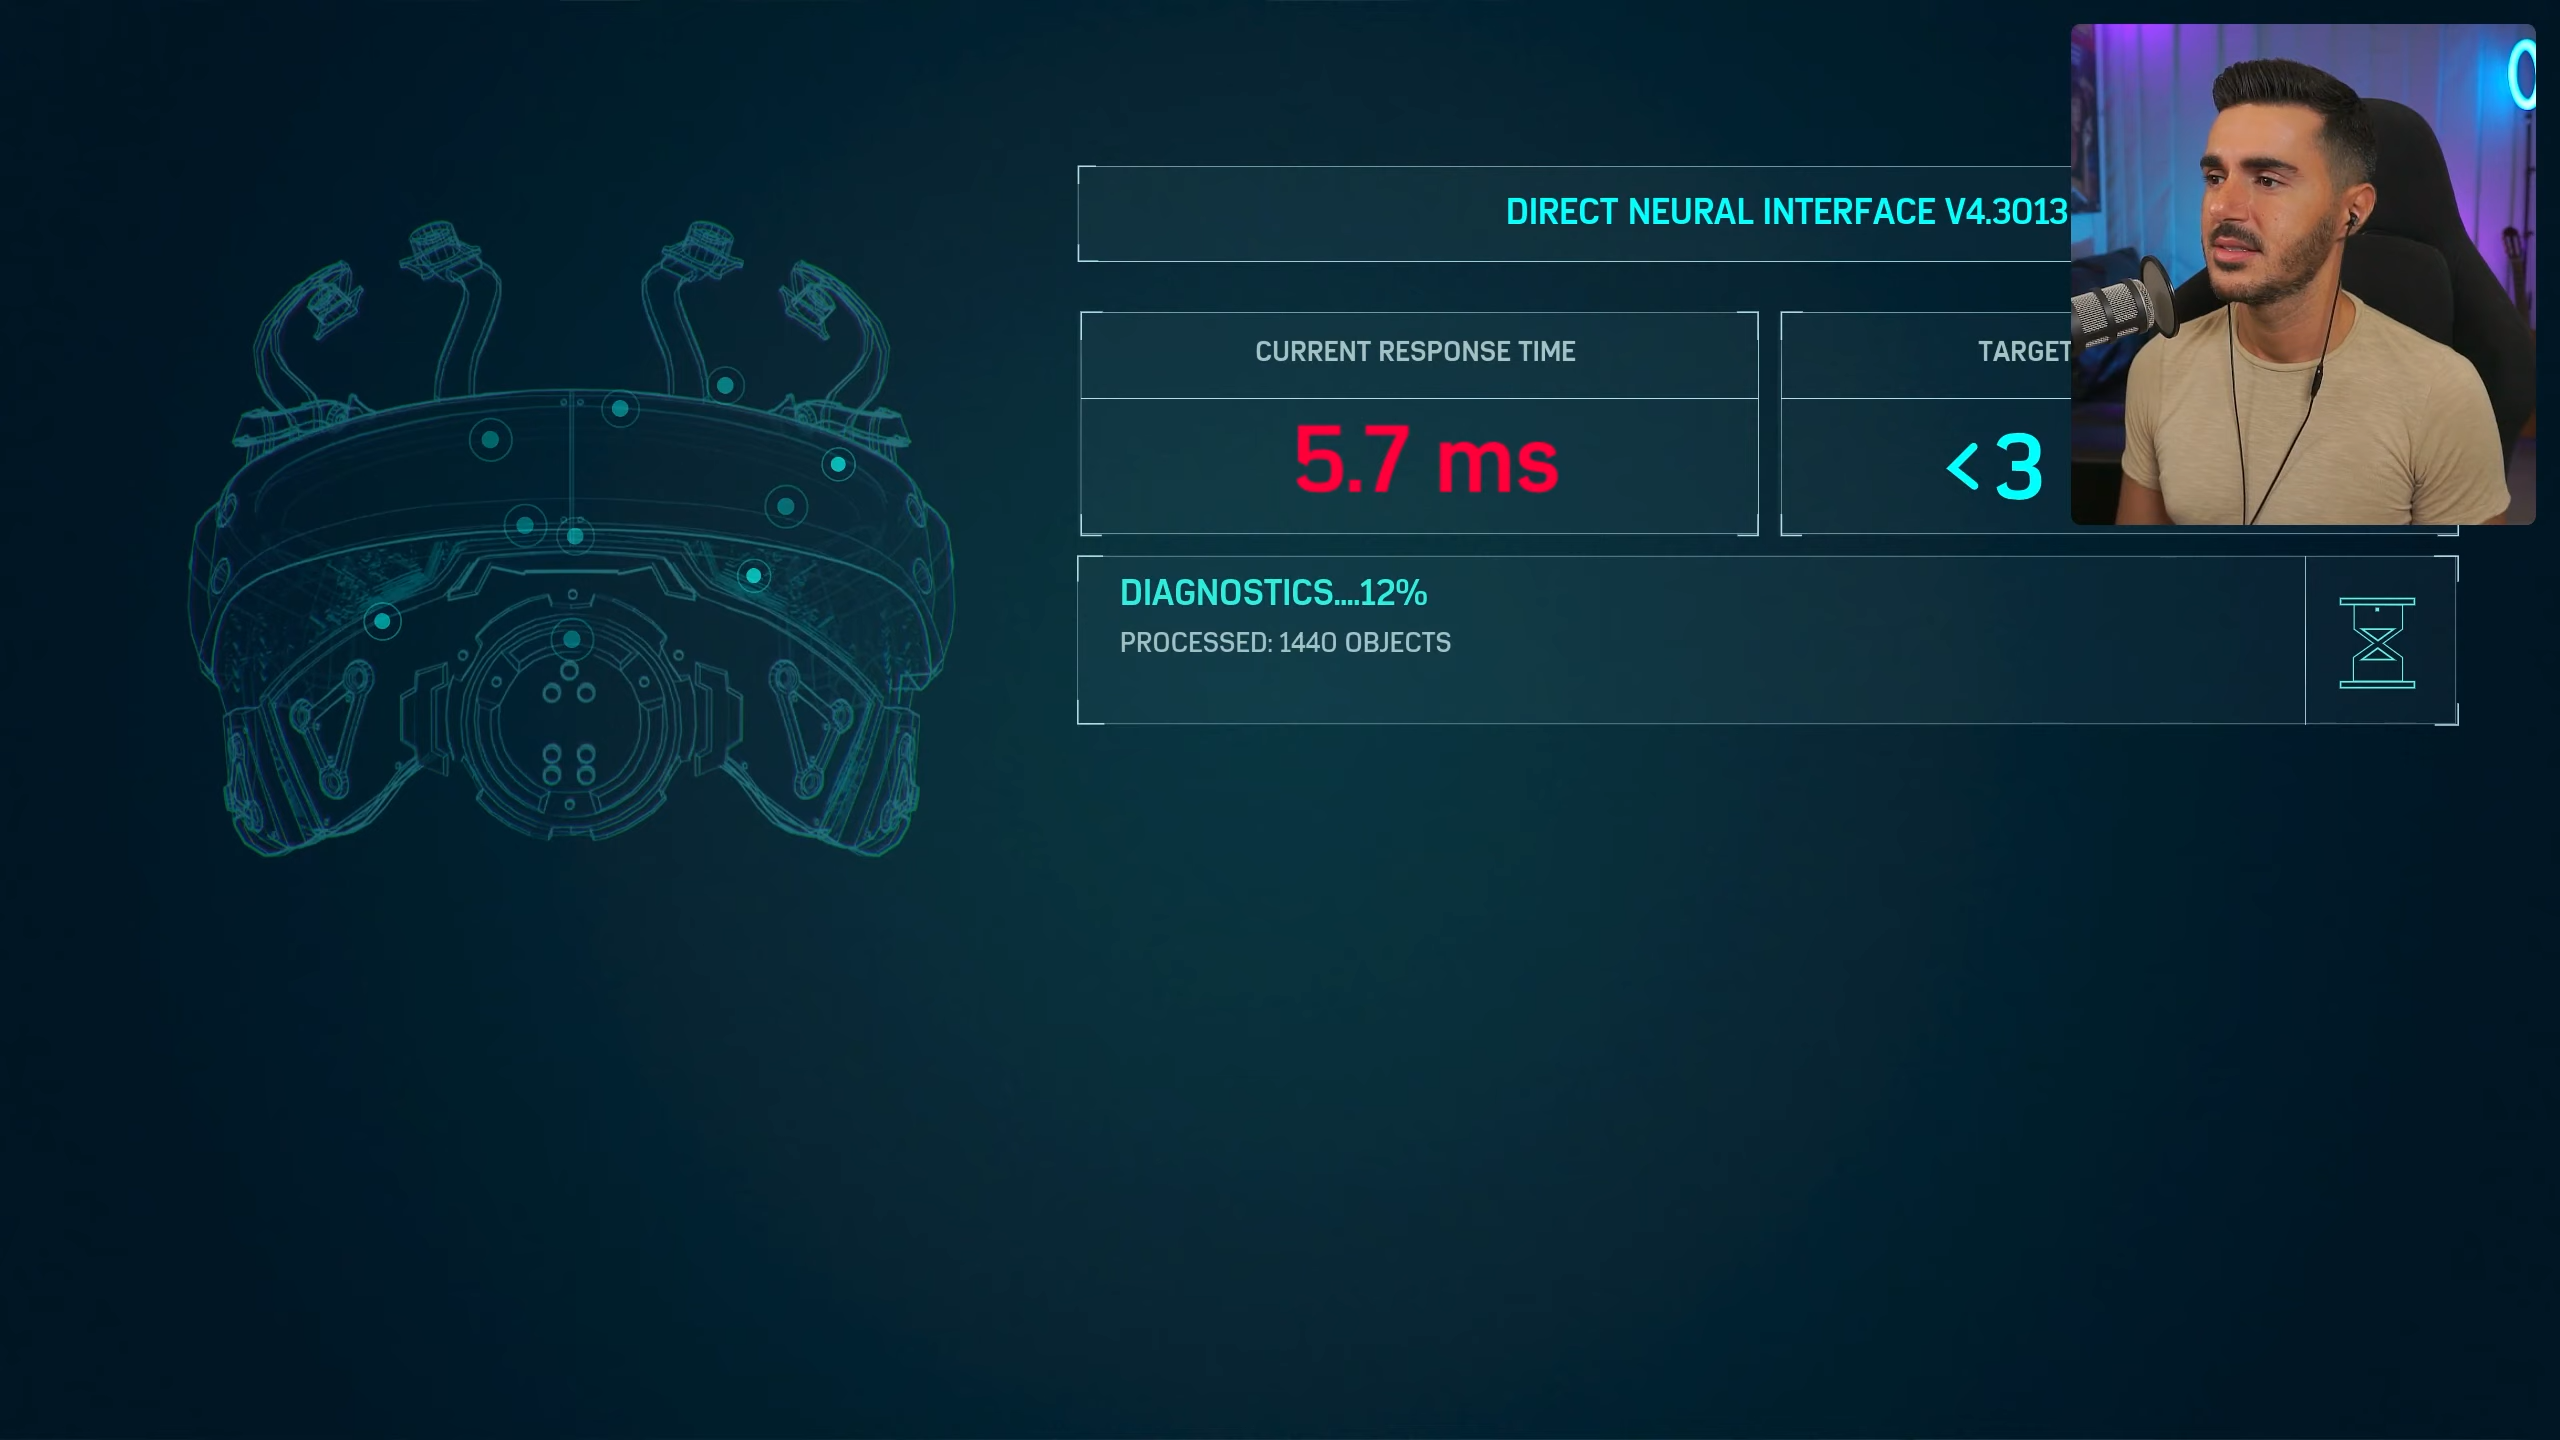 DIRECT NEURAL INTERFACE V4.3013
CURRENT RESPONSE TIME
TARGET
5.7 ms
<3
DIAGNOSTICS....12%
PROCESSED: 1440 OBJECTS